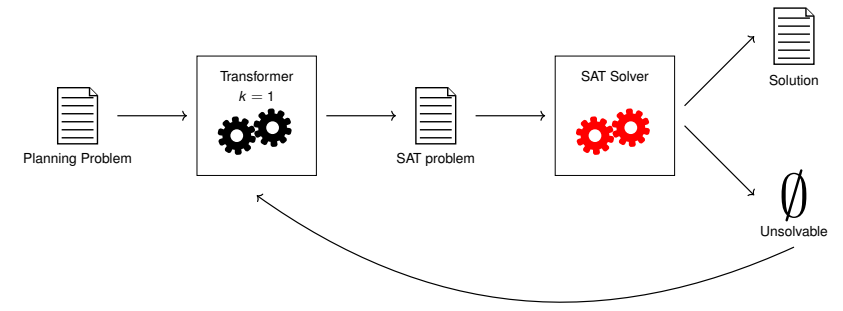 Planning Problem
Transformer
k = 1
SAT problem
SAT Solver
Solution
∅
Unsolvable